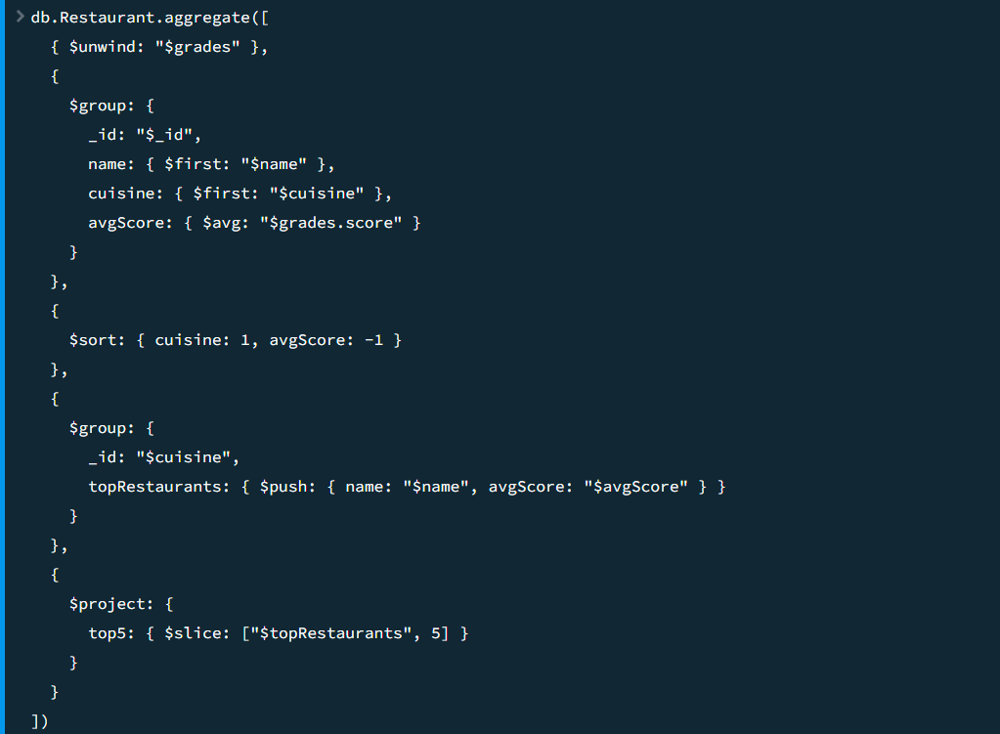 > db.Restaurant.aggregate([
{ $unwind: "$grades" },
{
$group: {
_id: "$_id",
name: { $first: "$name" },
cuisine: { $first: "$cuisine" },
avgScore: { $avg: "$grades.score" }
}
},
{
$sort: { cuisine: 1, avgScore: -1 }
},
{
$group: {
_id: "$cuisine",
topRestaurants: { $push: { name: "$name", avgScore: "$avgScore" } }
}
},
{
$project: {
top5: { $slice: ["$topRestaurants", 5] }
}
}
])